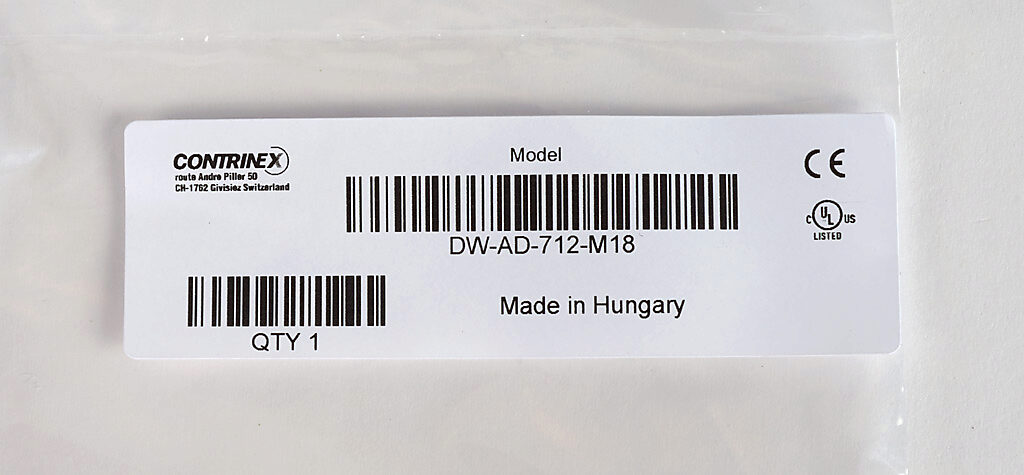 CONTRINEX
route André Piller 50
CH-1762 Givisiez Switzerland
Model
DW-AD-712-M18
QTY 1
Made in Hungary
CE
C UL US
LISTED